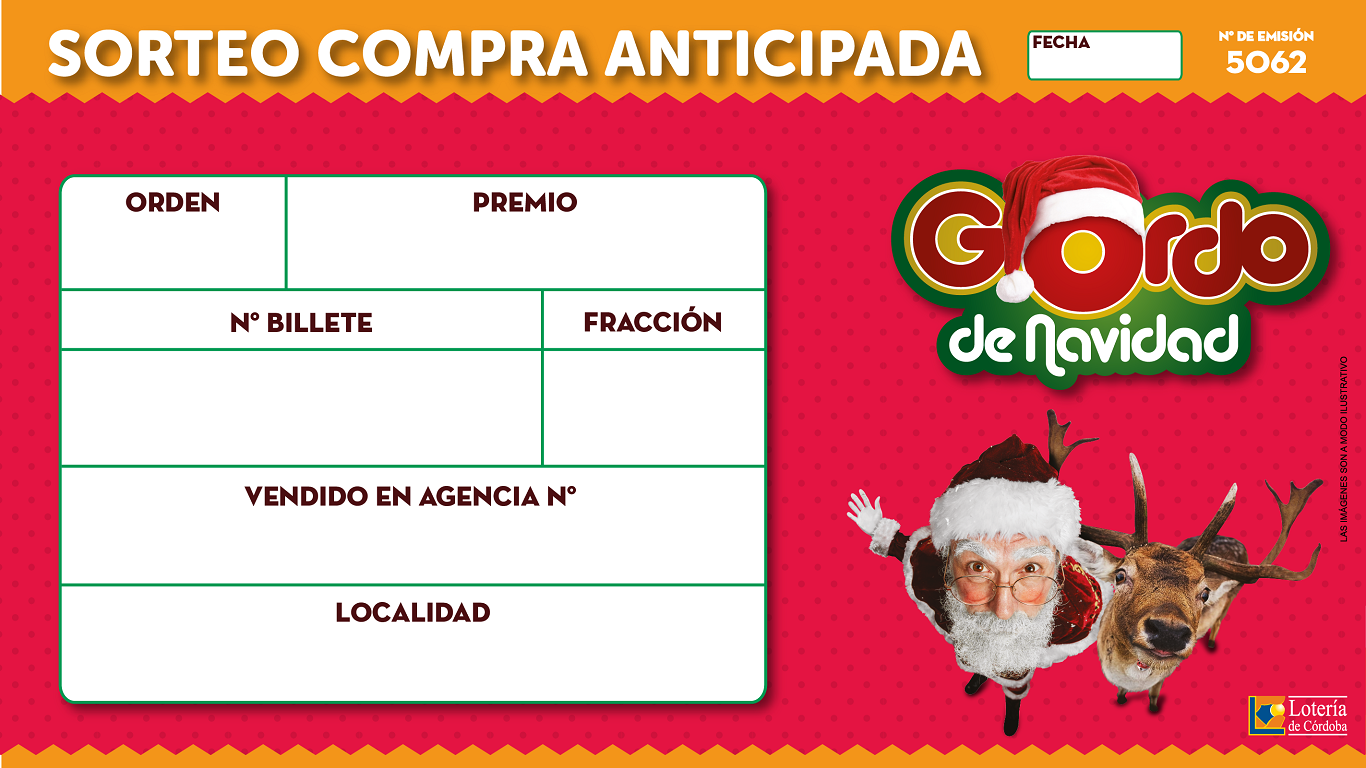 SORTEO COMPRA ANTICIPADA
FECHA
Nº DE EMISIÓN
5062
ORDEN
PREMIO
Nº BILLETE
FRACCIÓN
VENDIDO EN AGENCIA Nº
LOCALIDAD
Gordo
de Navidad
LAS IMÁGENES SON A MODO ILUSTRATIVO
Lotería
de Córdoba